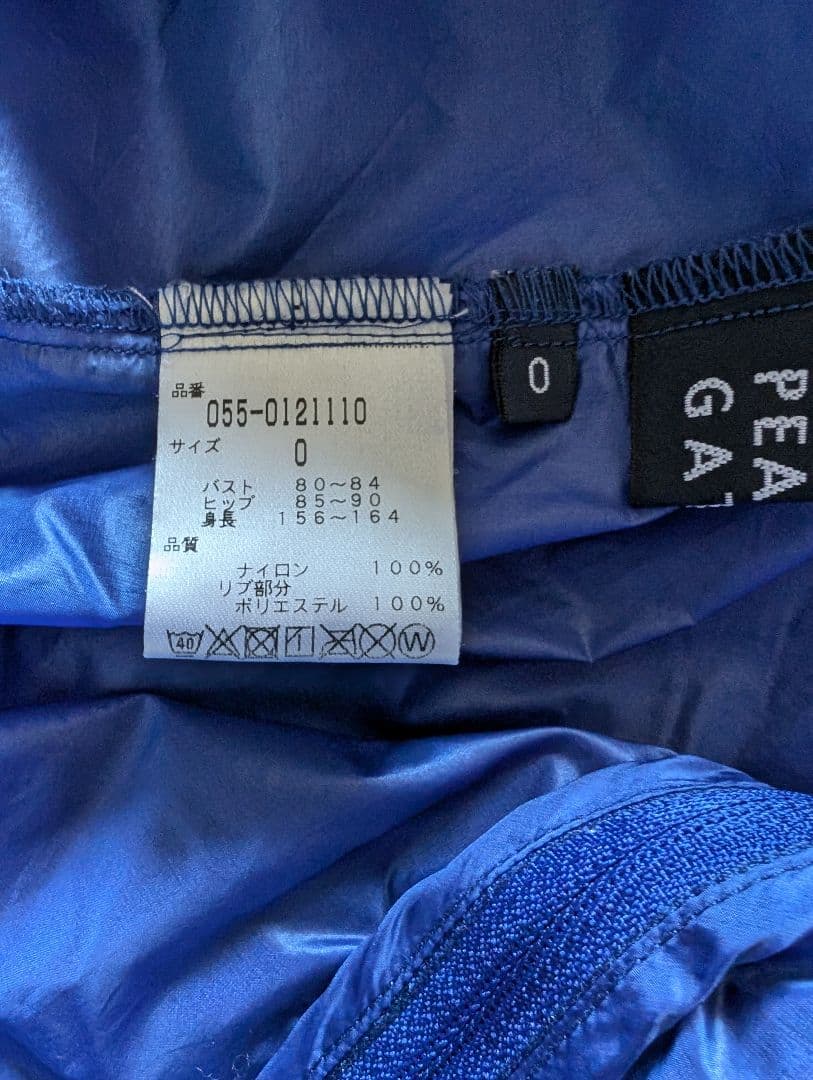 品番
055-0121110
サイズ
0
バスト 80～84
ヒップ 85～90
身長 156～164
品質
ナイロン 100%
リブ部分
ポリエステル 100%
40
W
0
PEA
GA